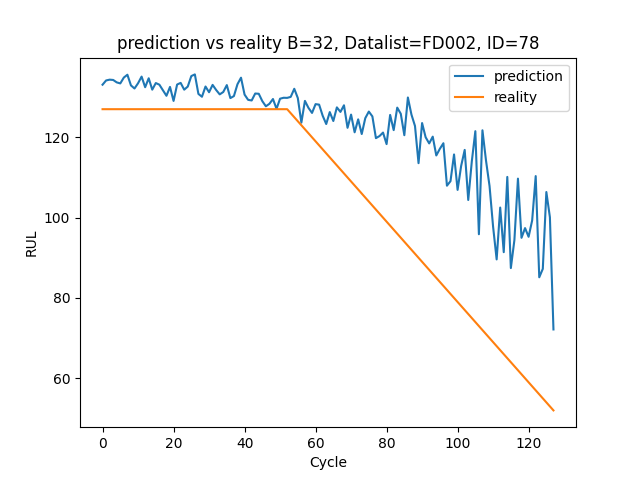 prediction vs reality B=32, Datalist=FD002, ID=78
prediction
reality
RUL
120
100
80
60
0 20 40 60 80 100 120
Cycle